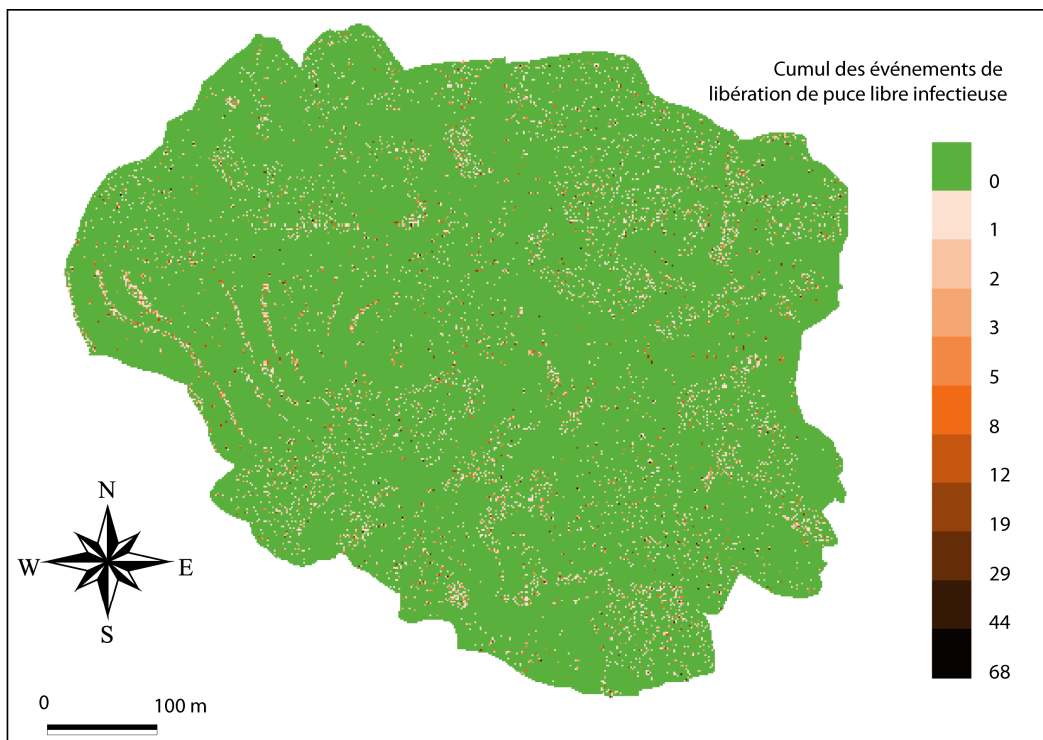 Cumul des événements de
libération de puce libre infectieuse
0
1
2
3
5
8
12
19
29
44
68
N
W E
S
0 100 m